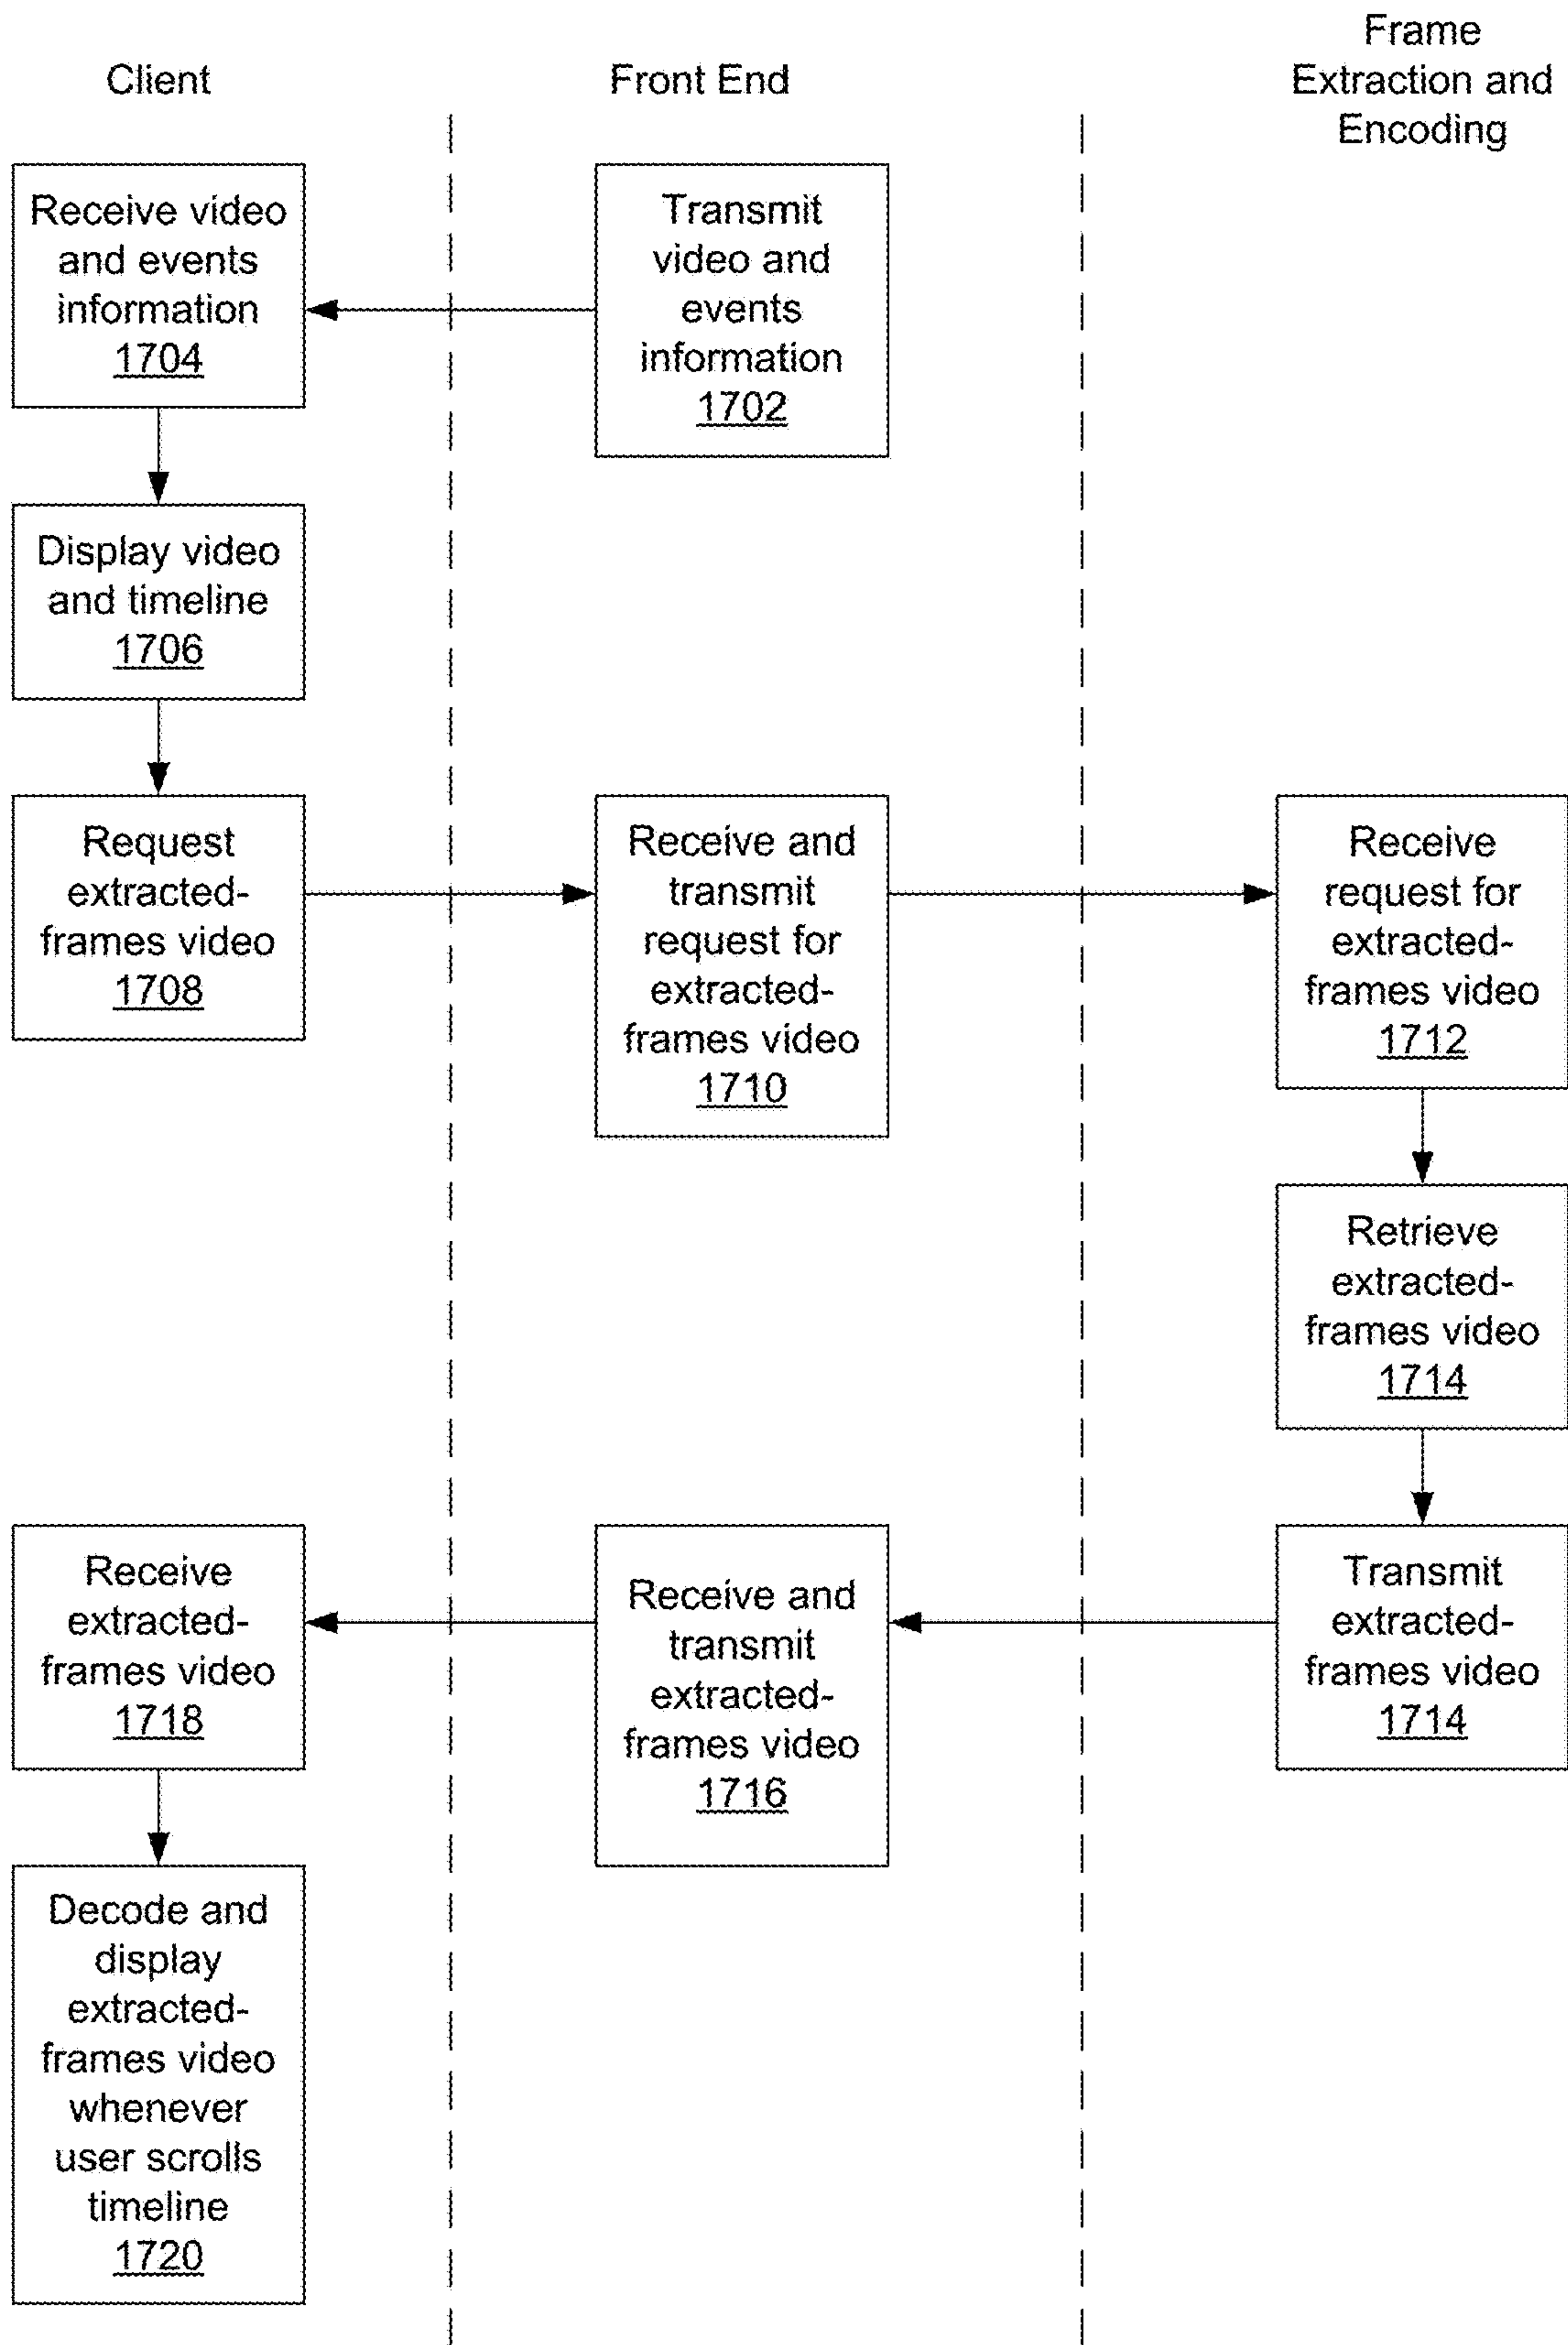 Client
Front End
Frame
Extraction and
Encoding
Receive video
and events
information
1704
Transmit
video and
events
information
1702
Display video
and timeline
1706
Request
extracted-
frames video
1708
Receive and
transmit
request for
extracted-
frames video
1710
Receive
request for
extracted-
frames video
1712
Retrieve
extracted-
frames video
1714
Transmit
extracted-
frames video
1714
Receive and
transmit
extracted-
frames video
1716
Receive
extracted-
frames video
1718
Decode and
display
extracted-
frames video
whenever
user scrolls
timeline
1720